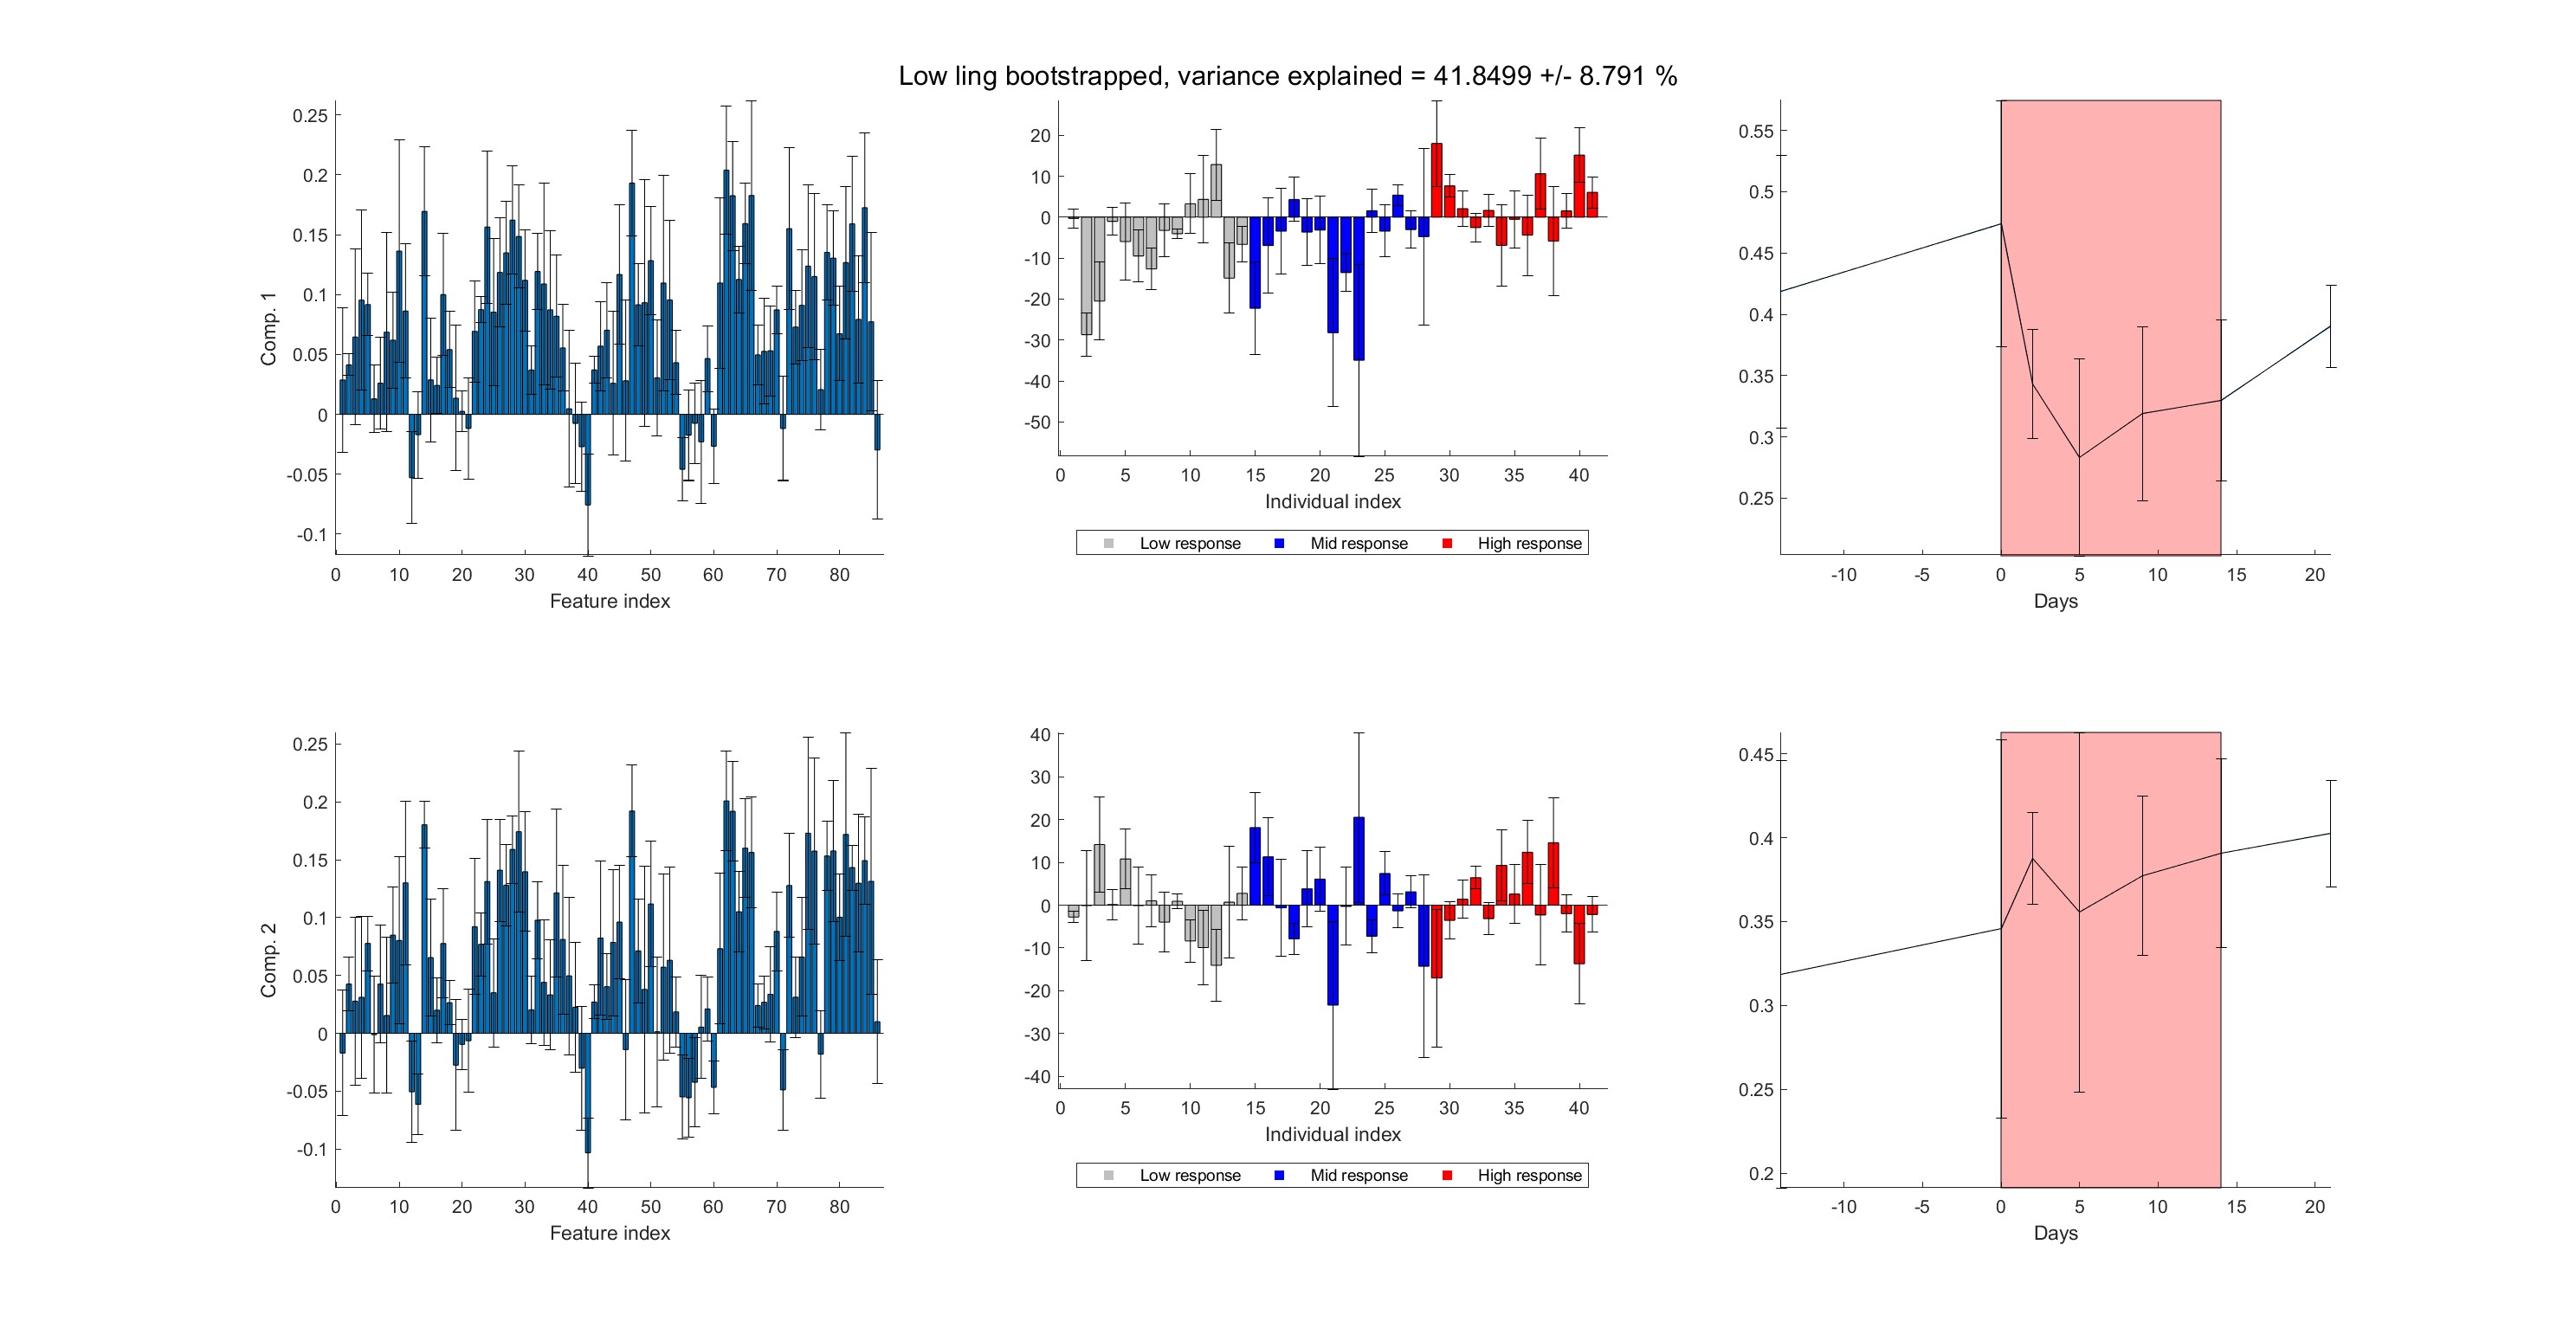 Low ling bootstrapped, variance explained = 41.8499 +/- 8.791 %
Comp. 1
0.25
0.2
0.15
0.1
0.05
0
-0.05
-0.1
0 10 20 30 40 50 60 70 80
Feature index
20
10
0
-10
-20
-30
-40
-50
0 5 10 15 20 25 30 35 40
Individual index
Low response Mid response High response
0.55
0.5
0.45
0.4
0.35
0.3
0.25
-10 -5 0 5 10 15 20
Days
Comp. 2
0.25
0.2
0.15
0.1
0.05
0
-0.05
-0.1
0 10 20 30 40 50 60 70 80
Feature index
40
30
20
10
0
-10
-20
-30
-40
0 5 10 15 20 25 30 35 40
Individual index
Low response Mid response High response
0.45
0.4
0.35
0.3
0.25
0.2
-10 -5 0 5 10 15 20
Days